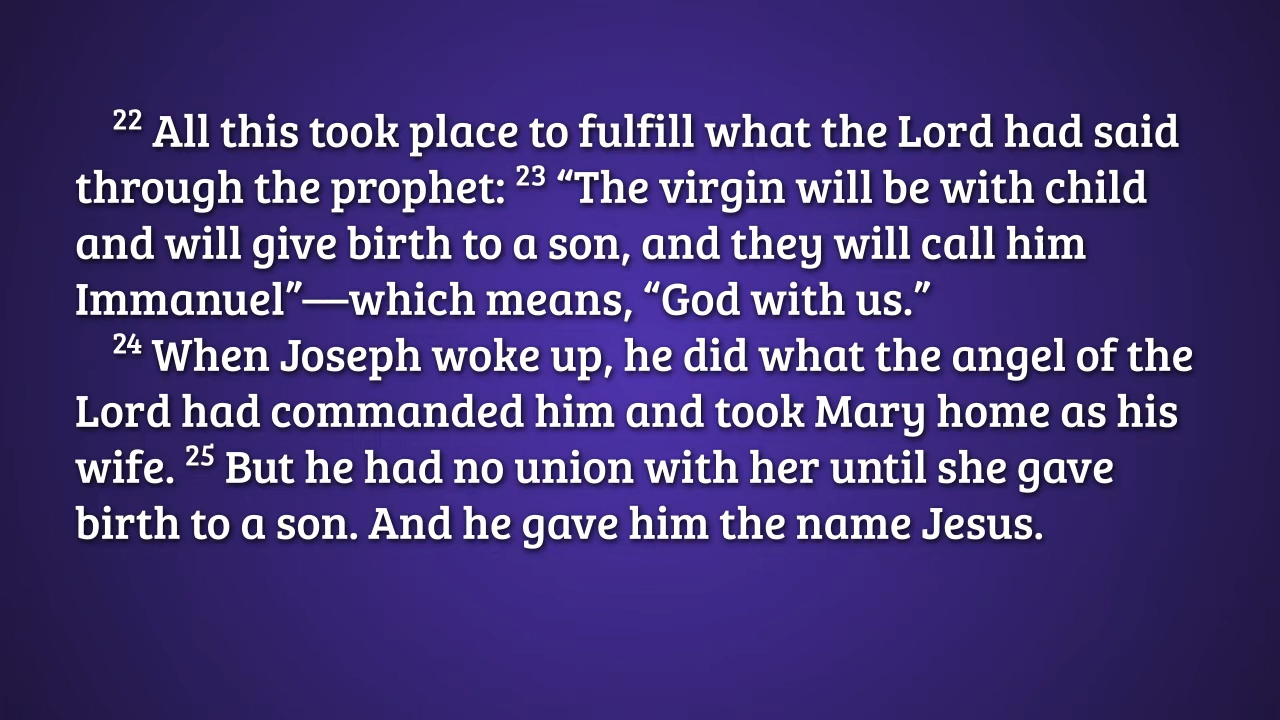 22 All this took place to fulfill what the Lord had said
through the prophet: 23 “The virgin will be with child
and will give birth to a son, and they will call him
Immanuel”—which means, “God with us.”
24 When Joseph woke up, he did what the angel of the
Lord had commanded him and took Mary home as his
wife. 25 But he had no union with her until she gave
birth to a son. And he gave him the name Jesus.